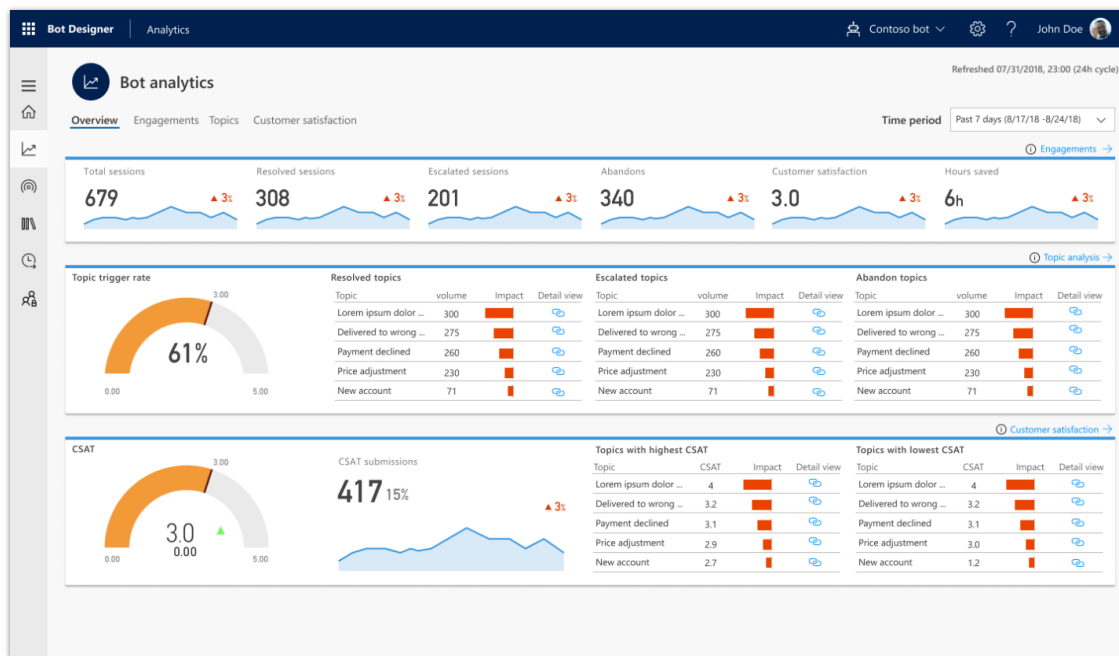 Bot Designer Analytics Contoso bot John Doe
Refreshed 07/31/2018, 23:00 (24h cycle)
Bot analytics
Overview Engagements Topics Customer satisfaction Time period Past 7 days (8/17/18 -8/24/18)
Engagements →
Total sessions Resolved sessions Escalated sessions Abandons Customer satisfaction Hours saved
679 ▲ 3% 308 ▲ 3% 201 ▲ 3% 340 ▲ 3% 3.0 ▲ 3% 6h ▲ 3%
Topic analysis →
Topic trigger rate
3.00
61%
0.00 5.00
Resolved topics
Topic volume Impact Detail view
Lorem ipsum dolor ... 300
Delivered to wrong ... 275
Payment declined 260
Price adjustment 230
New account 71
Escalated topics
Topic volume Impact Detail view
Lorem ipsum dolor ... 300
Delivered to wrong ... 275
Payment declined 260
Price adjustment 230
New account 71
Abandon topics
Topic volume Impact Detail view
Lorem ipsum dolor ... 300
Delivered to wrong ... 275
Payment declined 260
Price adjustment 230
New account 71
Customer satisfaction →
CSAT
3.00
3.0
0.00
0.00 5.00
CSAT submissions
417 15%
▲ 3%
Topics with highest CSAT
Topic CSAT Impact Detail view
Lorem ipsum dolor ... 4
Delivered to wrong ... 3.2
Payment declined 3.1
Price adjustment 2.9
New account 2.7
Topics with lowest CSAT
Topic CSAT Impact Detail view
Lorem ipsum dolor ... 4
Delivered to wrong ... 3.2
Payment declined 3.1
Price adjustment 3.0
New account 1.2